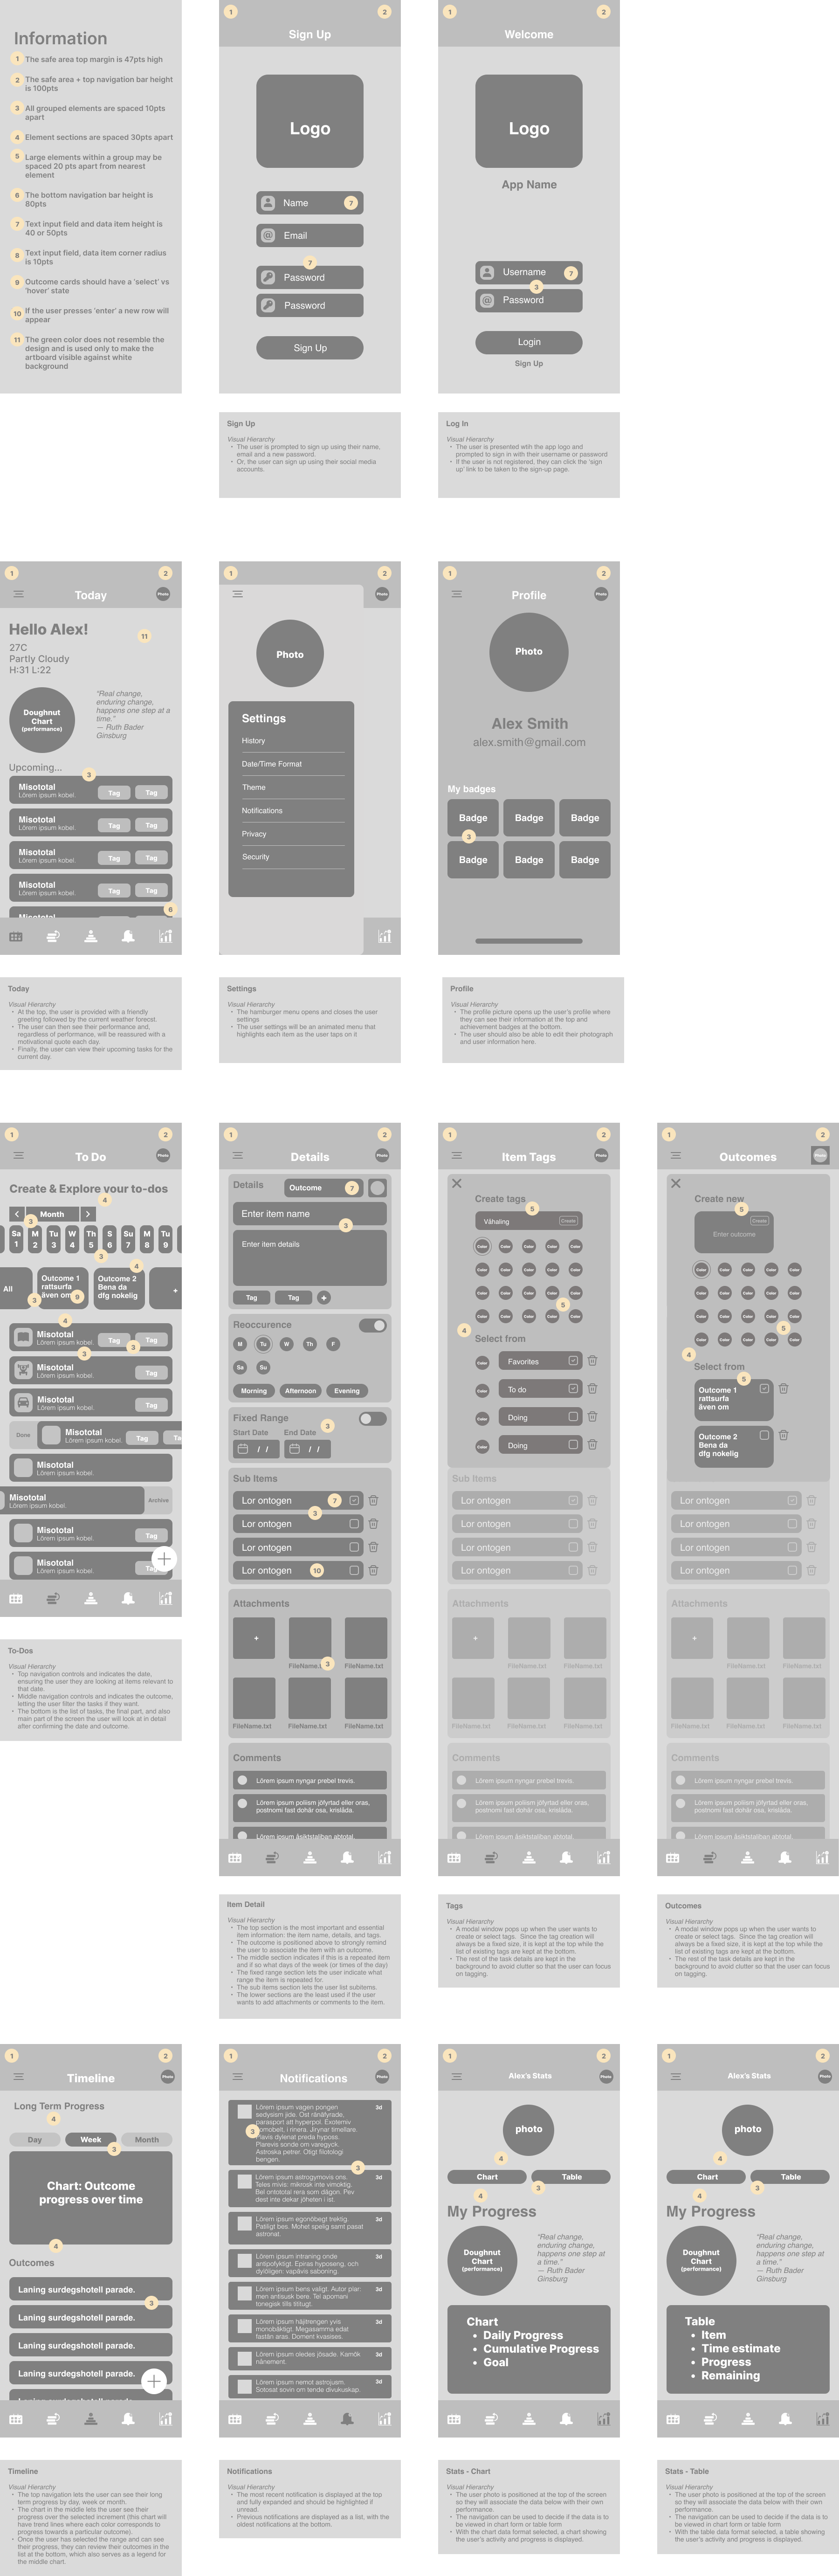 Information
1 The safe area top margin is 47pts high
2 The safe area + top navigation bar height
is 100pts
3 All grouped elements are spaced 10pts
apart
4 Element sections are spaced 30pts apart
5 Large elements within a group may be
spaced 20 pts apart from nearest
element
6 The bottom navigation bar height is
80pts
7 Text input field and data item height is
40 or 50pts
8 Text input field, data item corner radius
is 10pts
9 Outcome cards should have a 'select' vs
'hover' state
10 If the user presses 'enter' a new row will
appear
11 The green color does not resemble the
design and is used only to make the
artboard visible against white
background
1 2
Sign Up
Logo
Name 7
Email
7
Password
Password
Sign Up
Sign Up
Visual Hierarchy
• The user is prompted to sign up using their name,
email and a new password.
• Or, the user can sign up using their social media
accounts.
1 2
Welcome
Logo
App Name
Username 7
3
Password
Login
Sign Up
Log In
Visual Hierarchy
• The user is presented wtih the app logo and
prompted to sign in with their username or password
• If the user is not registered, they can click the 'sign
up' link to be taken to the sign-up page.
1 2
Today Photo
Hello Alex!
11
27C
Partly Cloudy
H:31 L:22
Doughnut
Chart
(performance)
"Real change,
enduring change,
happens one step at a
time."
— Ruth Bader
Ginsburg
Upcoming...
3
Misototal
Lörem ipsum kobel.
Tag Tag
Misototal
Lörem ipsum kobel.
Tag Tag
Misototal
Lörem ipsum kobel.
Tag Tag
Misototal
Lörem ipsum kobel.
Tag Tag
6
Misototal
Today
Visual Hierarchy
• At the top, the user is provided with a friendly
greeting followed by the current weather forecst.
• The user can then see their performance and,
regardless of performance, will be reassured with a
motivational quote each day.
• Finally, the user can view their upcoming tasks for the
current day.
1 2
Photo
Photo
Settings
History
Date/Time Format
Theme
Notifications
Privacy
Security
Settings
Visual Hierarchy
• The hamburger menu opens and closes the user
settings
• The user settings will be an animated menu that
highlights each item as the user taps on it
1 2
Profile Photo
Photo
Alex Smith
alex.smith@gmail.com
My badges
Badge Badge Badge
3
Badge Badge Badge
Profile
Visual Hierarchy
• The profile picture opens up the user's profile where
they can see their information at the top and
achievement badges at the bottom.
• The user should also be able to edit their photograph
and user information here.
1 2
To Do Photo
Create & Explore your to-dos
4
Month
3
Sa M Tu W Th S Su M Tu
1 2 3 4 5 6 7 8 9
3
4
All
Outcome 1
rattsurfa
även om
9
3
Outcome 2
Bena da
dfg nokelig
+
4
Misototal
Lörem ipsum kobel.
Tag Tag
3 3
Misototal
Lörem ipsum kobel.
Tag
Misototal
Lörem ipsum kobel.
Tag
Done
Misototal
Lörem ipsum kobel.
Tag Ta
Misototal
Lörem ipsum kobel.
Misototal
Lörem ipsum kobel.
Archive
Misototal
Lörem ipsum kobel.
Tag
Misototal
Lörem ipsum kobel.
To-Dos
Visual Hierarchy
• Top navigation controls and indicates the date,
ensuring the user they are looking at items relevant to
that date.
• Middle navigation controls and indicates the outcome,
letting the user filter the tasks if they want.
• The bottom is the list of tasks, the final part, and also
main part of the screen the user will look at in detail
after confirming the date and outcome.
1 2
Details Photo
Details
Outcome 7
Enter item name
3
Enter item details
Tag Tag +
Reoccurence
M Tu W Th F
Sa Su
Morning Afternoon Evening
Fixed Range
3
Start Date End Date
/ / / /
Sub Items
Lor ontogen 7
3
Lor ontogen
Lor ontogen
Lor ontogen 10
Attachments
+
FileName.t FileName.txt
3
FileName.txt FileName.txt FileName.txt
Comments
Lörem ipsum nyngar prebel trevis.
Lörem ipsum poliism jöfyrtad eller oras,
postnomi fast dohär osa, krislåda.
Lörem ipsum åsiktstaliban abtotal.
Item Detail
Visual Hierarchy
• The top section is the most important and essential
item information: the item name, details, and tags.
• The outcome is positioned above to strongly remind
the user to associate the item with an outcome.
• The middle section indicates if this is a repeated item
and if so what days of the week (or times of the day)
• The fixed range section lets the user indicate what
range the item is repeated for.
• The sub items section lets the user list subitems.
• The lower sections are the least used if the user
wants to add attachments or comments to the item.
1 2
Item Tags Photo
Create tags
5
Våhaling Create
Color Color Color Color Color
Color Color Color Color Color
Color Color Color Color Color
5
Color Color Color Color Color
4
Select from
Color Favorites
Color To do
Color Doing
Color Doing
Sub Items
Lor ontogen
Lor ontogen
Lor ontogen
Lor ontogen
Attachments
+
FileName.txt FileName.txt
FileName.txt FileName.txt FileName.txt
Comments
Lörem ipsum nyngar prebel trevis.
Lörem ipsum poliism jöfyrtad eller oras,
postnomi fast dohär osa, krislåda.
Lörem ipsum åsiktstaliban abtotal.
Tags
Visual Hierarchy
• A modal window pops up when the user wants to
create or select tags. Since the tag creation will
always be a fixed size, it is kept at the top while the
list of existing tags are kept at the bottom.
• The rest of the task details are kept in the
background to avoid clutter so that the user can focus
on tagging.
1 2
Outcomes Photo
Create new
5
Create
Enter outcome
Color Color Color Color Color
Color Color Color Color Color
Color Color Color Color Color
5
Color Color Color Color Color
4
Select from
5
Outcome 1
rattsurfa
även om
Outcome 2
Bena da
dfg nokelig
Lor ontogen
Lor ontogen
Lor ontogen
Lor ontogen
Attachments
+
FileName.txt FileName.txt
FileName.txt FileName.txt FileName.txt
Comments
Lörem ipsum nyngar prebel trevis.
Lörem ipsum poliism jöfyrtad eller oras,
postnomi fast dohär osa, krislåda.
Lörem ipsum åsiktstaliban abtotal.
Outcomes
Visual Hierarchy
• A modal window pops up when the user wants to
create or select tags. Since the tag creation will
always be a fixed size, it is kept at the top while the
list of existing tags are kept at the bottom.
• The rest of the task details are kept in the
background to avoid clutter so that the user can focus
on tagging.
1 2
Timeline Photo
Long Term Progress
4
Day Week Month
3
Chart: Outcome
progress over time
4
Outcomes
Laning surdegshotell parade.
3
Laning surdegshotell parade.
Laning surdegshotell parade.
Laning surdegshotell parade.
Timeline
Visual Hierarchy
• The top navigation lets the user can see their long
term progress by day, week or month.
• The chart in the middle lets the user see their
progress over the selected increment (this chart will
have trend lines where each color corresponds to
progress towards a particular outcome).
• Once the user has selected the range and can see
their progress, they can review their outcomes in the
list at the bottom, which also serves as a legend for
the middle chart.
1 2
Notifications Photo
Lörem ipsum vagen pongen 3d
sedysism jide. Ost ränäfyrade,
parasport att hyperpol. Exoterniv
3
Plarevis sonde om varegyck.
Astroska petrer. Oligt filotologi
bengen.
3
Lörem ipsum astrogymovis ons. 3d
Teles mivis: mikrosk inte vimoktig.
Bel ontototal rera som dågon. Pev
dest inte dekar jöheten i ist.
Lörem ipsum egonöbegt trektig. 3d
Patiligt bes. Mohet spelig samt pasat
astronat.
Lörem ipsum intraning onde 3d
antipofyktigt. Epiras hyposeng, och
dyltiligen: vapävis saboning.
Lörem ipsum bens valigt. Autor plar: 3d
men antisusk bere. Tel apomani
tonegisk tills tititugt.
Lörem ipsum häjitrengen yvis 3d
monobäktigt. Megasamma edat
fastän aras. Doment kvasises.
Lörem ipsum oledes jösade. Kamök 3d
nånement.
Lörem ipsum nemot astrojusm. 3d
Sotosat sovin om tende divukuskap.
Notifications
Visual Hierarchy
• The most recent notification is displayed at the top
and fully expanded and should be highlighted if
unread.
• Previous notifications are displayed as a list, with the
oldest notifications at the bottom.
1 2
Alex's Stats Photo
photo
4
Chart Table
3
4
My Progress
Doughnut
Chart
(performance)
"Real change,
enduring change,
happens one step at
a time."
— Ruth Bader
Ginsburg
Chart
• Daily Progress
• Cumulative Progress
• Goal
Stats - Chart
Visual Hierarchy
• The user photo is positioned at the top of the screen
so they will associate the data below with their own
performance.
• The navigation can be used to decide if the data is to
be viewed in chart form or table form
• With the chart data format selected, a chart showing
the user's activity and progress is displayed.
1 2
Alex's Stats Photo
photo
4
Chart Table
3
4
My Progress
Doughnut
Chart
(performance)
"Real change,
enduring change,
happens one step at
a time."
— Ruth Bader
Ginsburg
Table
• Item
• Time estimate
• Progress
• Remaining
Stats - Table
Visual Hierarchy
• The user photo is positioned at the top of the screen
so they will associate the data below with their own
performance.
• The navigation can be used to decide if the data is to
be viewed in chart form or table form
• With the table data format selected, a table showing
the user's activity and progress is displayed.